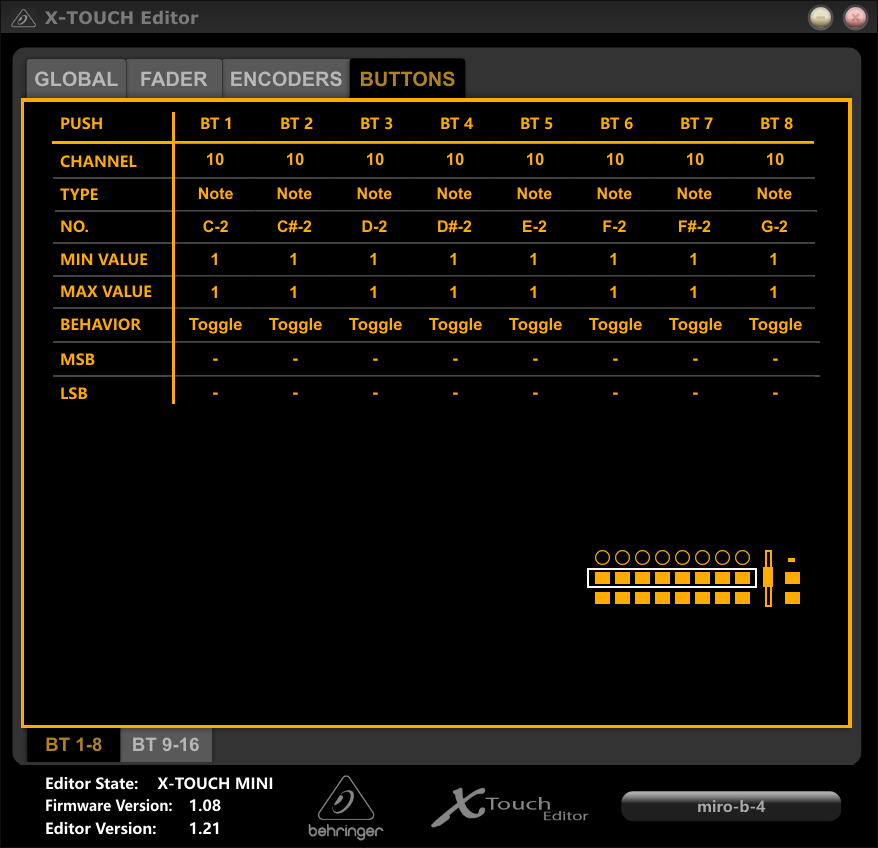 X-TOUCH Editor
GLOBAL FADER ENCODERS BUTTONS
PUSH BT 1 BT 2 BT 3 BT 4 BT 5 BT 6 BT 7 BT 8
CHANNEL 10 10 10 10 10 10 10 10
TYPE Note Note Note Note Note Note Note Note
NO. C-2 C#-2 D-2 D#-2 E-2 F-2 F#-2 G-2
MIN VALUE 1 1 1 1 1 1 1 1
MAX VALUE 1 1 1 1 1 1 1 1
BEHAVIOR Toggle Toggle Toggle Toggle Toggle Toggle Toggle Toggle
MSB - - - - - - - -
LSB - - - - - - - -
BT 1-8 BT 9-16
Editor State: X-TOUCH MINI
Firmware Version: 1.08
Editor Version: 1.21
behringer
X Touch Editor
miro-b-4